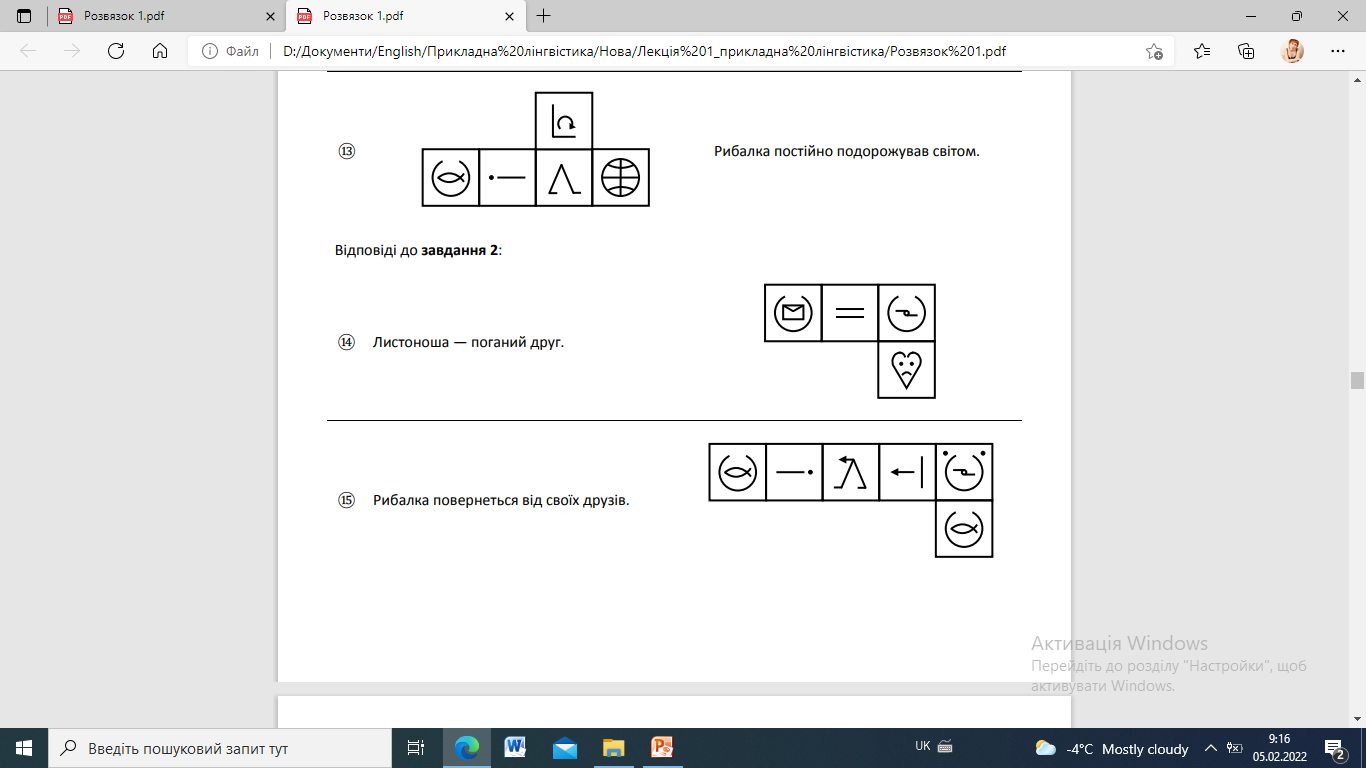 Розвязок 1.pdf
Розвязок 1.pdf
Файл D:/Документи/English/Прикладна%20лінгвістика/Нова/Лекція%201_прикладна%20лінгвістика/Розвязок%201.pdf
⑬ Рибалка постійно подорожував світом.
Відповіді до завдання 2:
⑭ Листоноша — поганий друг.
⑮ Рибалка повернеться від своїх друзів.
Активація Windows
Перейдіть до розділу "Настройки", щоб
активувати Windows.
Введіть пошуковий запит тут
UK
-4°C Mostly cloudy
9:16
05.02.2022
2